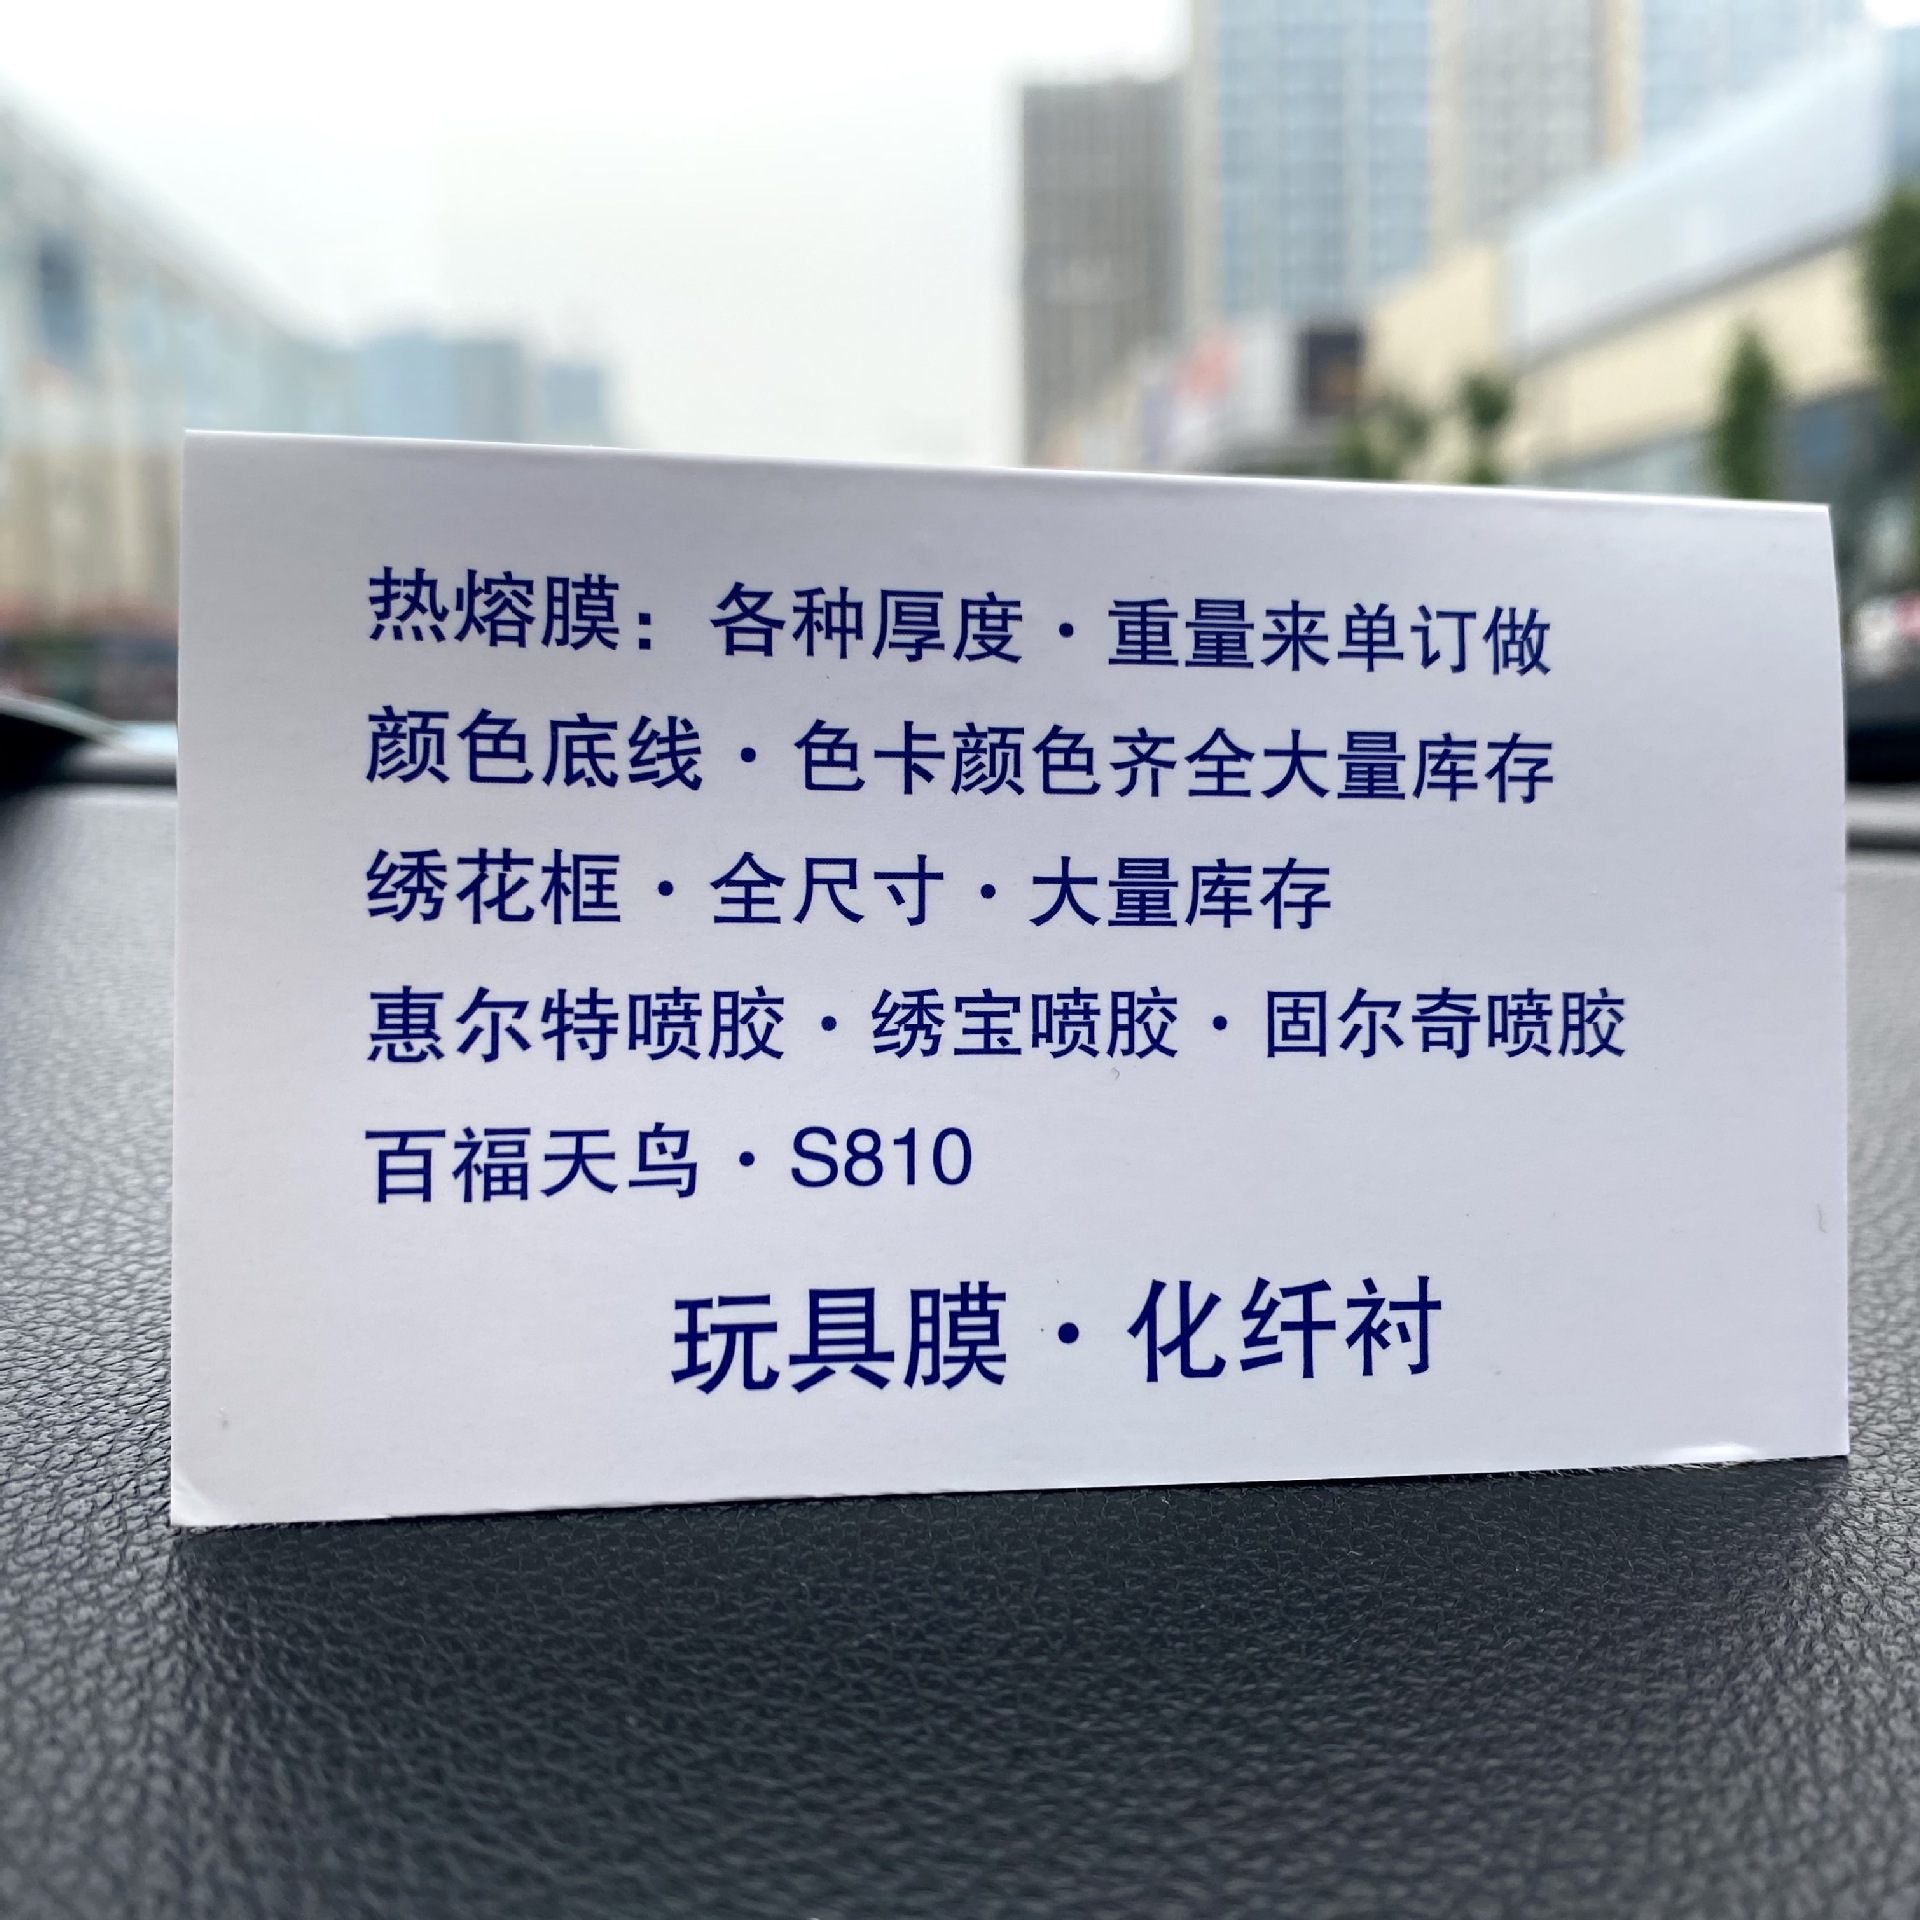 热熔膜：各种厚度·重量来单订做
颜色底线·色卡颜色齐全大量库存
绣花框·全尺寸·大量库存
惠尔特喷胶·绣宝喷胶·固尔奇喷胶
百福天鸟·S810
玩具膜·化纤衬